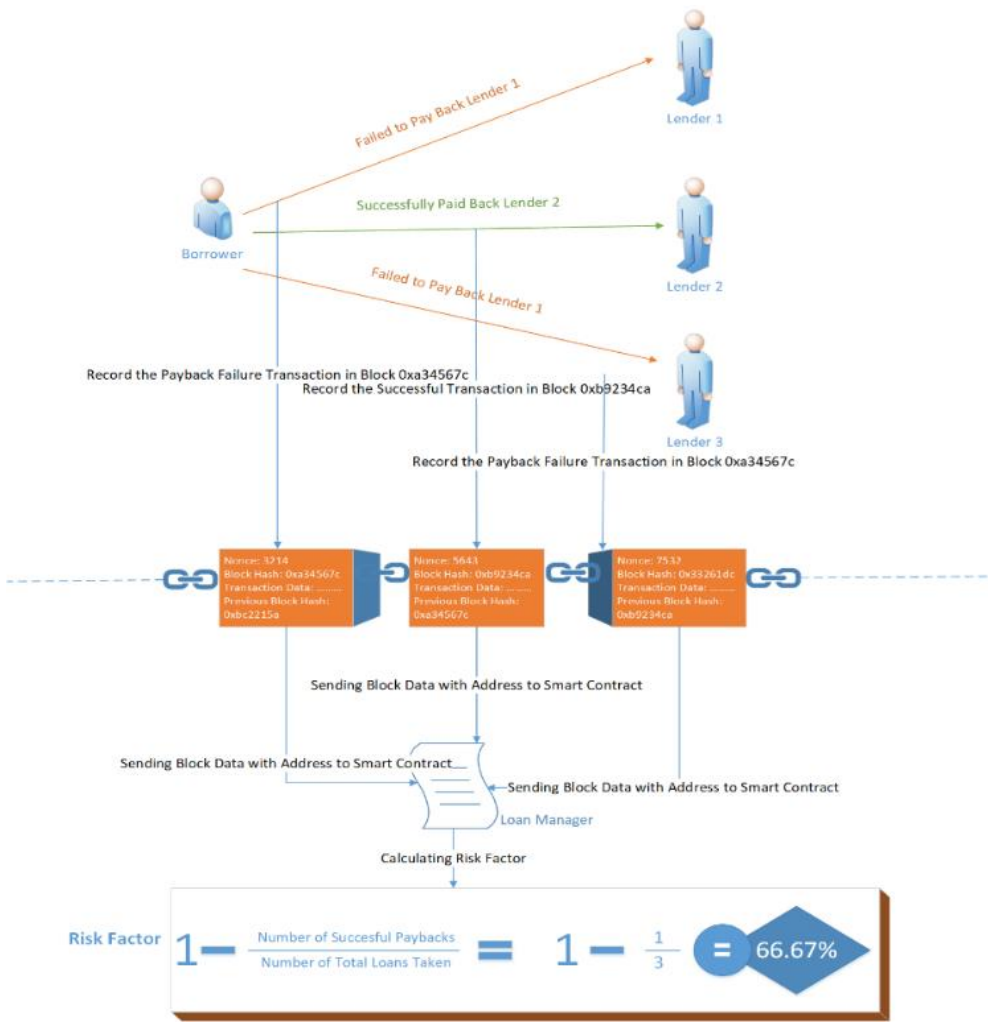 Failed to Pay Back Lender 1
Lender 1
Successfully Paid Back Lender 2
Borrower
Lender 2
Failed to Pay Back Lender 1
Lender 3
Record the Payback Failure Transaction in Block 0xa34567c
Record the Successful Transaction in Block 0xb9234ca
Record the Payback Failure Transaction in Block 0xa34567c
Nonce: 3214
Block Hash: 0xa34567c
Transaction Data: .........
Previous Block Hash:
0xbc2215a
Nonce: 5643
Block Hash: 0xb9234ca
Transaction Data: .........
Previous Block Hash:
0xa34567c
Nonce: 7532
Block Hash: 0x33261dc
Transaction Data: .........
Previous Block Hash:
0xb9234ca
Sending Block Data with Address to Smart Contract
Sending Block Data with Address to Smart Contract
Sending Block Data with Address to Smart Contract
Loan Manager
Calculating Risk Factor
Risk Factor
1 − Number of Succesful Paybacks / Number of Total Loans Taken = 1 − 1 / 3 = 66.67%